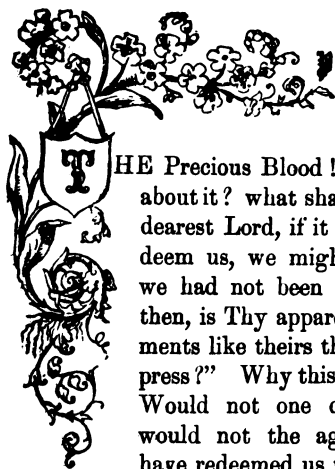 THE Precious Blood!
about it? what sha
dearest Lord, if it
deem us, we migh
we had not been
then, is Thy appare
ments like theirs th
press?" Why this
Would not one d
would not the ag
have redeemed us